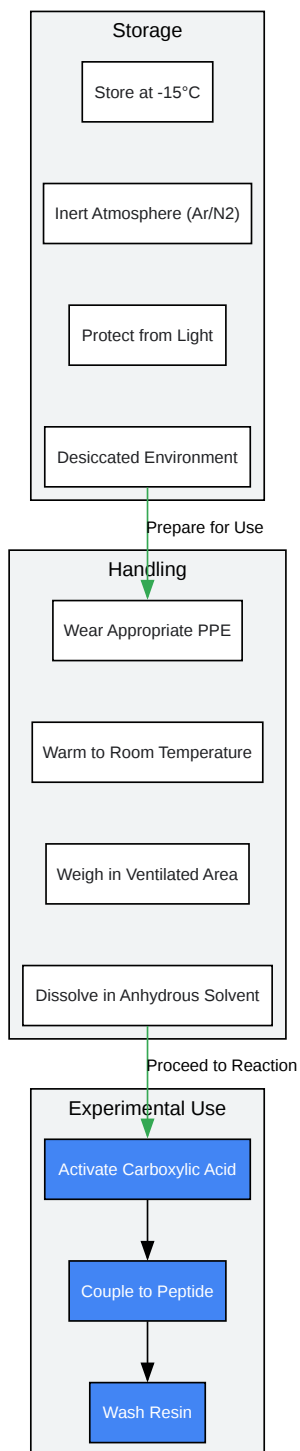 Storage
Store at -15°C
Inert Atmosphere (Ar/N2)
Protect from Light
Desiccated Environment
Prepare for Use
Handling
Wear Appropriate PPE
Warm to Room Temperature
Weigh in Ventilated Area
Dissolve in Anhydrous Solvent
Proceed to Reaction
Experimental Use
Activate Carboxylic Acid
Couple to Peptide
Wash Resin